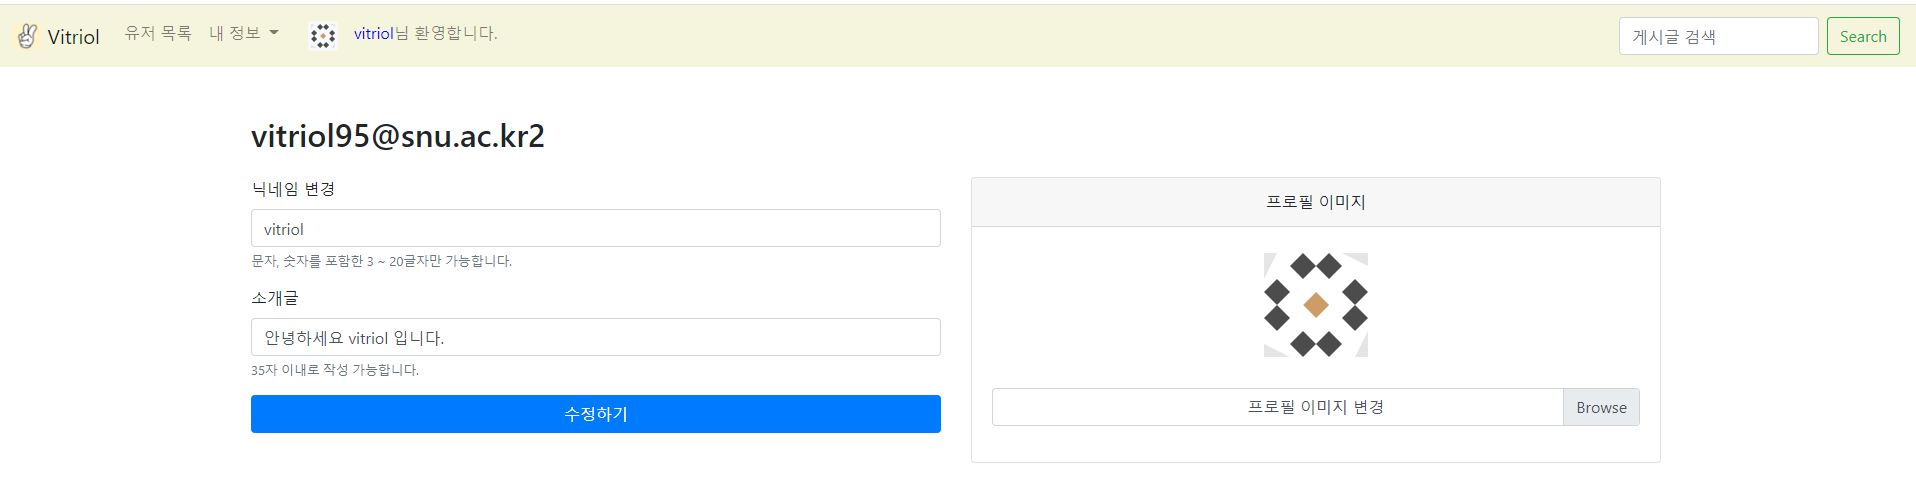 Vitriol 유저 목록 내 정보 vitriol님 환영합니다. 게시글 검색 Search
vitriol95@snu.ac.kr2
닉네임 변경
vitriol
문자, 숫자를 포함한 3 ~ 20글자만 가능합니다.
소개글
안녕하세요 vitriol 입니다.
35자 이내로 작성 가능합니다.
수정하기
프로필 이미지
프로필 이미지 변경 Browse